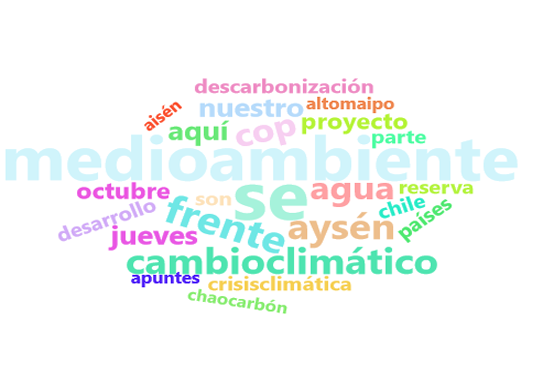 descarbonización
aisén
nuestro
altomaipo
aquí
cop
proyecto
parte
medioambiente
octubre
son
se
agua
reserva
desarrollo
frente
aysén
chile
países
jueves
cambioclimático
apuntes
crisisclimática
chaocarbón